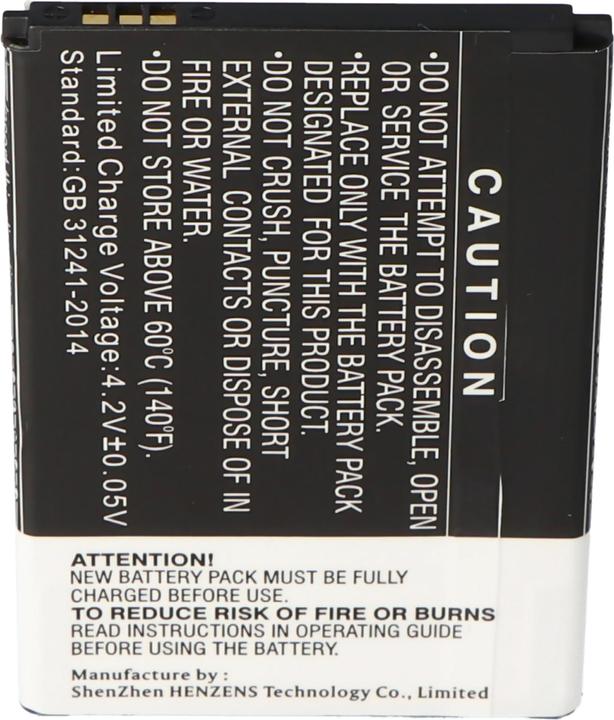 CAUTION
•DO NOT ATTEMPT TO DISASSEMBLE, OPEN
OR SERVICE THE BATTERY PACK.
•REPLACE ONLY WITH THE BATTERY PACK
DESIGNATED FOR THIS PRODUCT.
•DO NOT CRUSH, PUNCTURE, SHORT
EXTERNAL CONTACTS OR DISPOSE OF IN
FIRE OR WATER.
•DO NOT STORE ABOVE 60°C (140°F).
Limited Charge Voltage:4.2V±0.05V
Standard:GB 31241-2014
ATTENTION!
NEW BATTERY PACK MUST BE FULLY
CHARGED BEFORE USE.
TO REDUCE RISK OF FIRE OR BURNS
READ INSTRUCTIONS IN OPERATING GUIDE
BEFORE USING THE BATTERY.
Manufacture by :
ShenZhen HENZENS Technology Co., Limited